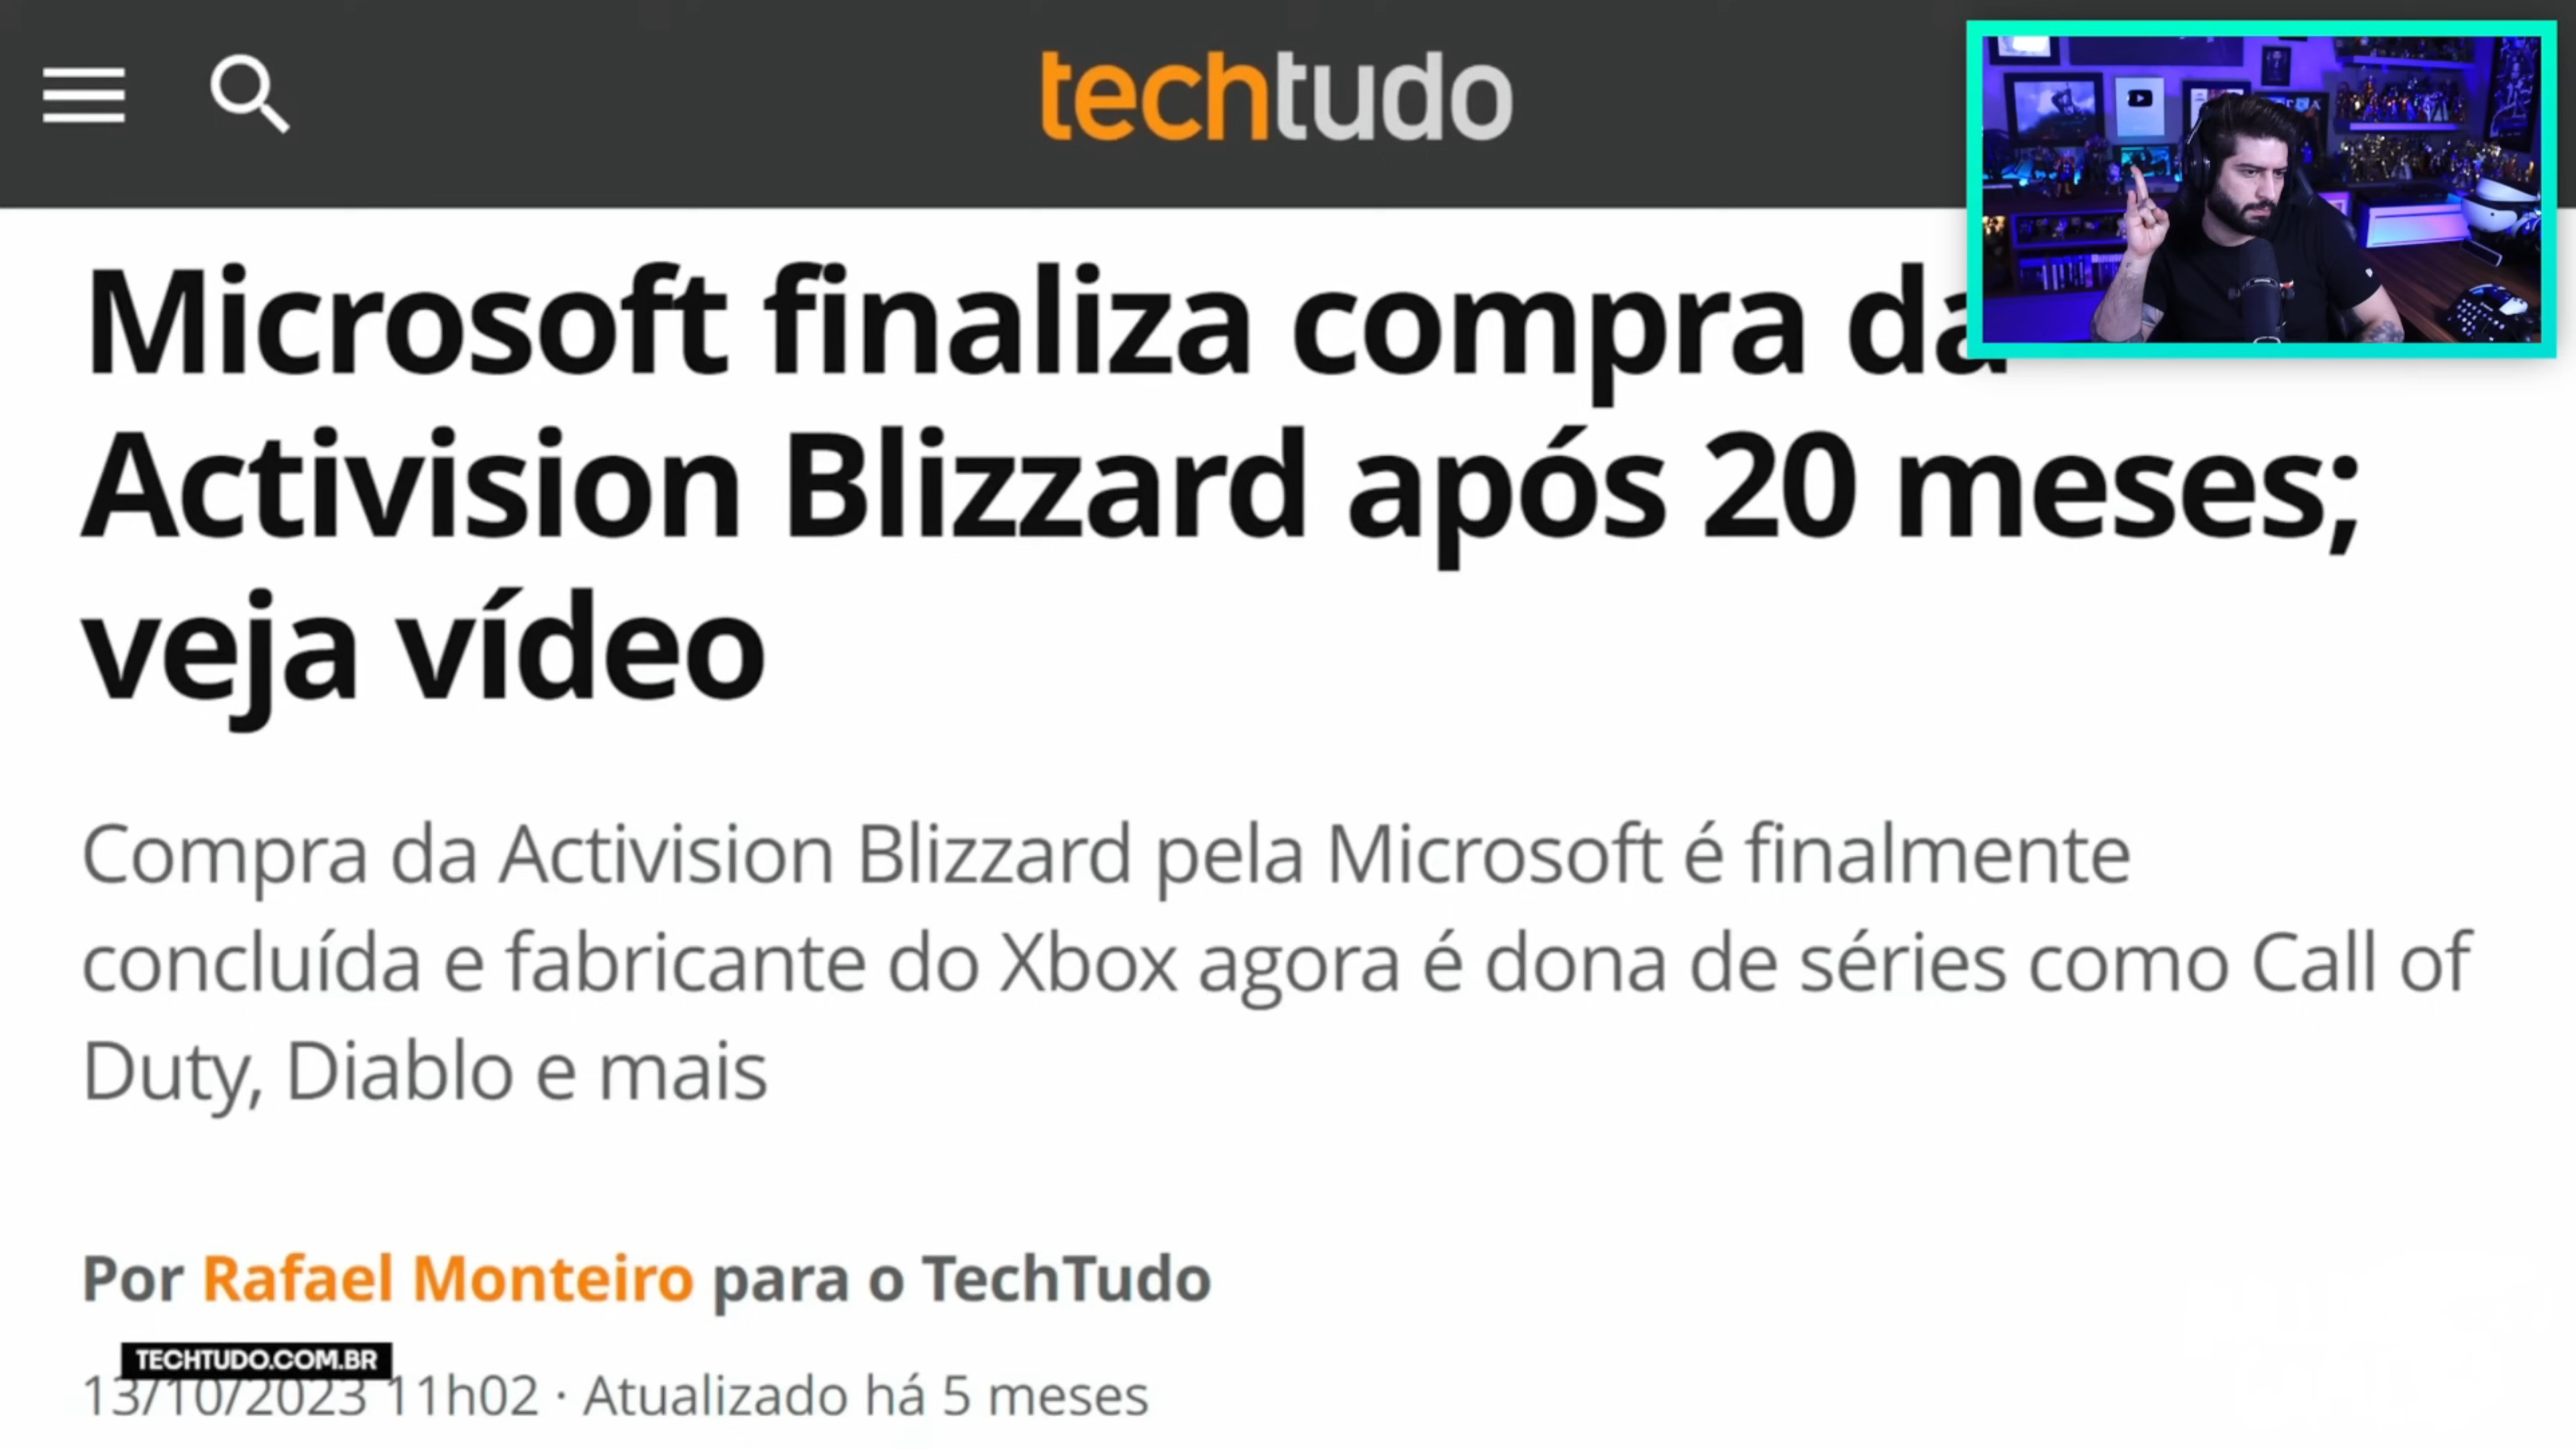 techtudo
Microsoft finaliza compra da
Activision Blizzard após 20 meses;
veja vídeo
Compra da Activision Blizzard pela Microsoft é finalmente
concluída e fabricante do Xbox agora é dona de séries como Call of
Duty, Diablo e mais
Por Rafael Monteiro para o TechTudo
TECHTUDO.COM.BR
13/10/2023 11h02 · Atualizado há 5 meses